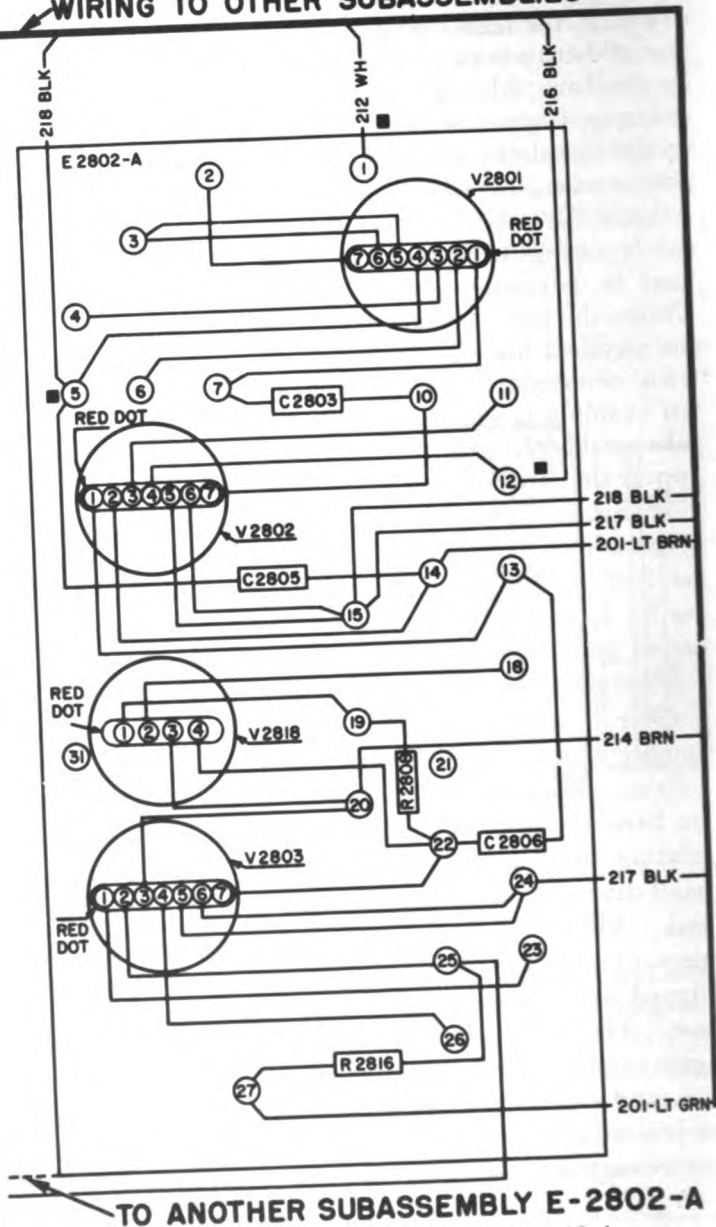 WIRING TO OTHER SUBASSEMBLIES
218 BLK
212 WH
216 BLK
E 2802-A
2
1
V2801
3
RED
DOT
7 6 5 4 3 2 1
4
5
6
7
C 2803
10
11
RED DOT
12
1 2 3 4 5 6 7
218 BLK
217 BLK
V2802
201-LT BRN
C2805
14
13
15
18
RED
DOT
19
1 2 3 4
V2818
214 BRN
31
R 2808
21
20
22
C 2806
V2803
24
217 BLK
1 2 3 4 5 6 7
RED
DOT
23
25
26
R 2816
27
201-LT GRN
TO ANOTHER SUBASSEMBLY E-2802-A